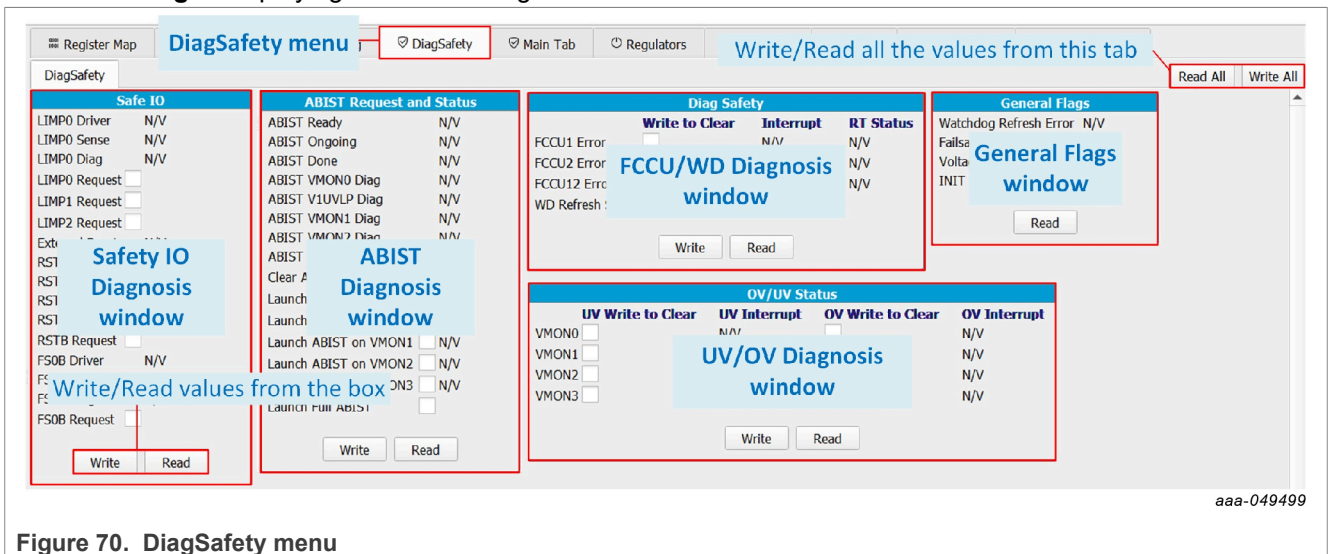 Register Map
DiagSafety menu
DiagSafety
Main Tab
Regulators
Write/Read all the values from this tab
DiagSafety
Read All
Write All
Safe IO
LIMP0 Driver N/V
LIMP0 Sense N/V
LIMP0 Diag N/V
LIMP0 Request
LIMP1 Request
LIMP2 Request
RSTB Request
FS0B Driver N/V
FS0B Request
Safety IO
Diagnosis
window
Write/Read values from the box
Write
Read
ABIST Request and Status
ABIST Ready N/V
ABIST Ongoing N/V
ABIST Done N/V
ABIST VMON0 Diag N/V
ABIST V1UVLP Diag N/V
ABIST VMON1 Diag N/V
ABIST VMON2 Diag N/V
ABIST
Launch
Launch
Launch ABIST on VMON1 N/V
Launch ABIST on VMON2 N/V
N/V
Launch Full ABIST
ABIST
Diagnosis
window
Write
Read
Diag Safety
Write to Clear Interrupt RT Status
FCCU1 Error N/V N/V
FCCU2 Error N/V
FCCU12 N/V
WD Refresh
FCCU/WD Diagnosis
window
Write
Read
General Flags
Watchdog Refresh Error N/V
INIT
General Flags
window
Read
OV/UV Status
UV Write to Clear UV Interrupt OV Write to Clear OV Interrupt
VMON0 N/V N/V
VMON1 N/V
VMON2 N/V
VMON3 N/V
UV/OV Diagnosis
window
Write
Read
aaa-049499
Figure 70. DiagSafety menu